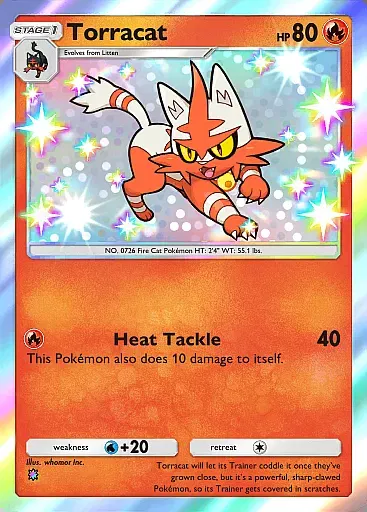 STAGE 1
Torracat
HP 80
Evolves from Litten
NO. 0726 Fire Cat Pokémon HT: 2'4" WT: 55.1 lbs.
Heat Tackle 40
This Pokémon also does 10 damage to itself.
weakness +20 retreat
Illus. whomor inc.
Torracat will let its Trainer coddle it once they've
grown close, but it's a powerful, sharp-clawed
Pokémon, so its Trainer gets covered in scratches.